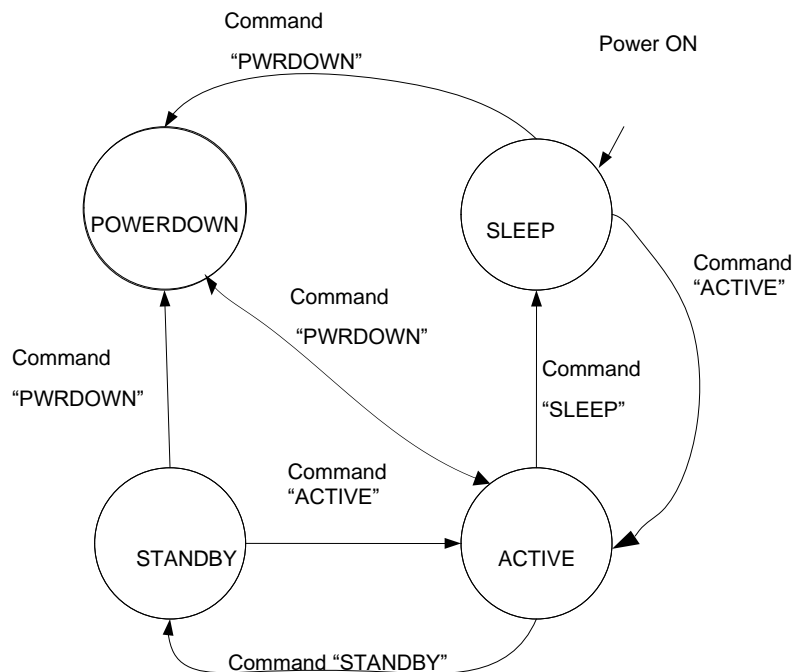 Command
“PWRDOWN”
Power ON
POWERDOWN
SLEEP
Command
“ACTIVE”
Command
“PWRDOWN”
Command
“PWRDOWN”
Command
“SLEEP”
Command
“ACTIVE”
STANDBY
ACTIVE
Command “STANDBY”